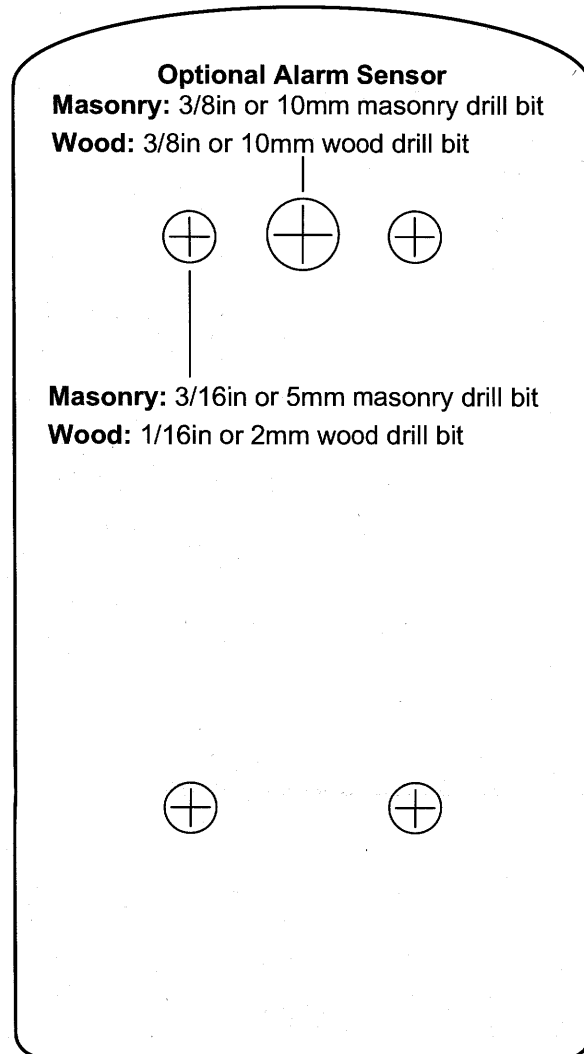 Optional Alarm Sensor
Masonry: 3/8in or 10mm masonry drill bit
Wood: 3/8in or 10mm wood drill bit
Masonry: 3/16in or 5mm masonry drill bit
Wood: 1/16in or 2mm wood drill bit